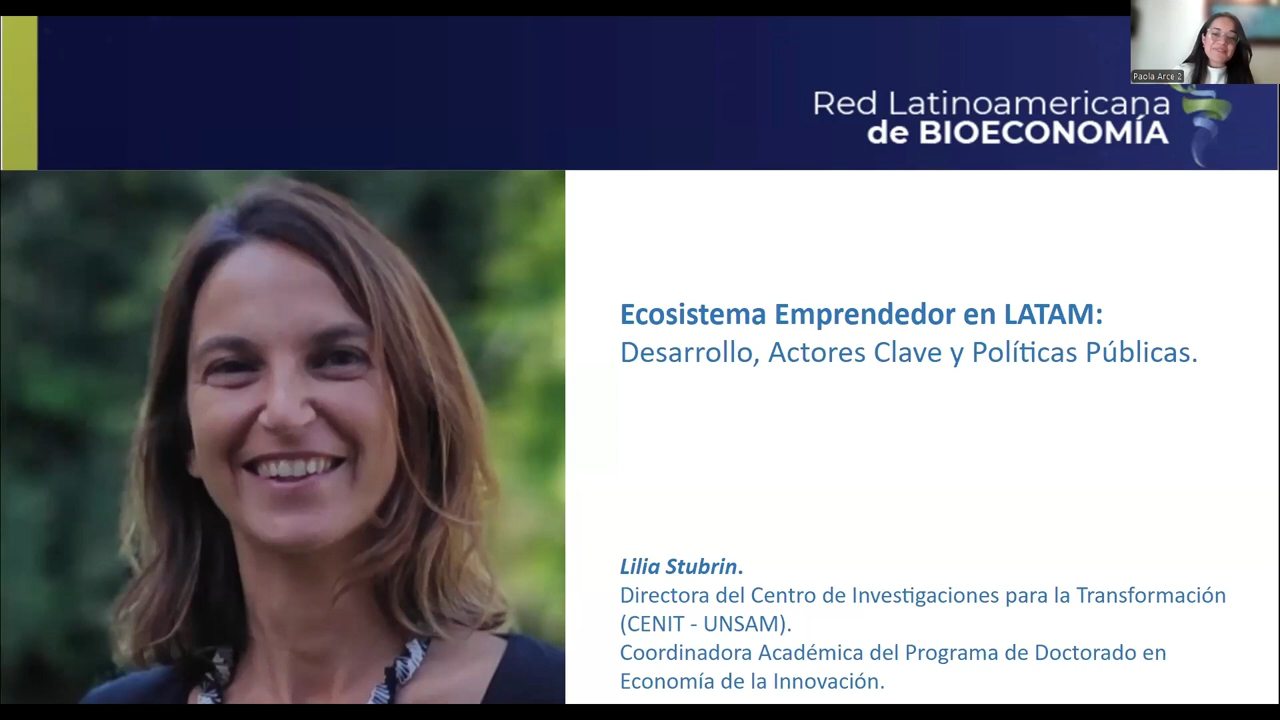 Paola Arce 2
Red Latinoamericana
de BIOECONOMÍA
Ecosistema Emprendedor en LATAM:
Desarrollo, Actores Clave y Políticas Públicas.
Lilia Stubrin.
Directora del Centro de Investigaciones para la Transformación
(CENIT - UNSAM).
Coordinadora Académica del Programa de Doctorado en
Economía de la Innovación.